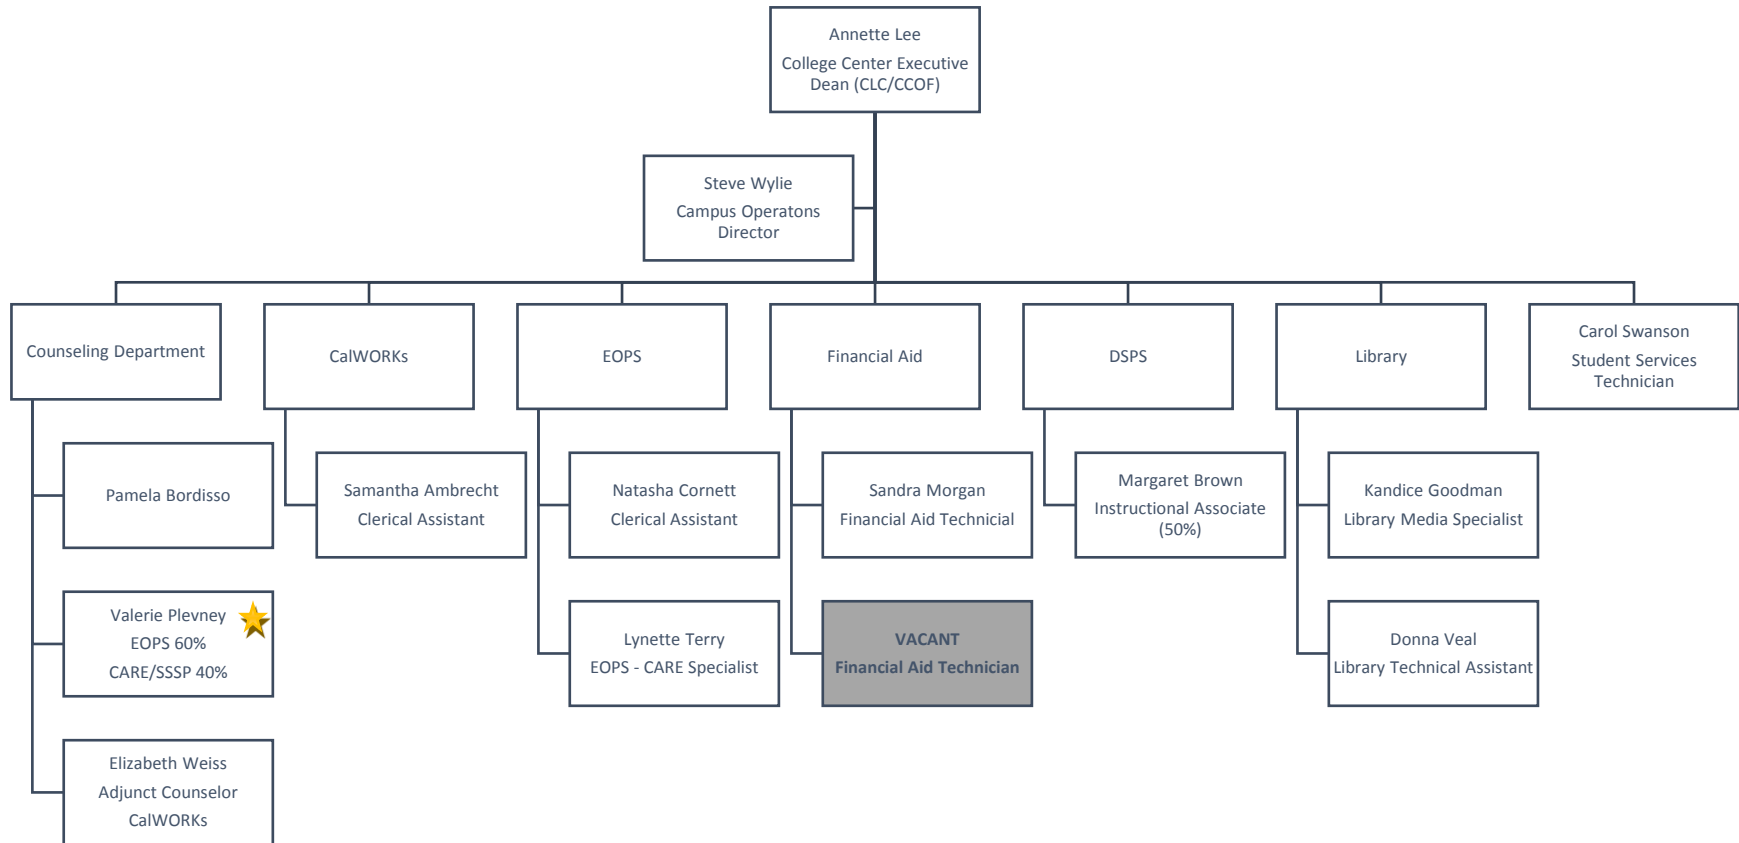 Annette Lee
College Center Executive
Dean (CLC/CCOF)
Steve Wylie
Campus Operatons
Director
Counseling Department
CalWORKs
EOPS
Financial Aid
DSPS
Library
Carol Swanson
Student Services
Technician
Pamela Bordisso
Samantha Ambrecht
Clerical Assistant
Natasha Cornett
Clerical Assistant
Sandra Morgan
Financial Aid Technicial
Margaret Brown
Instructional Associate
(50%)
Kandice Goodman
Library Media Specialist
Valerie Plevney
EOPS 60%
CARE/SSSP 40%
Lynette Terry
EOPS - CARE Specialist
VACANT
Financial Aid Technician
Donna Veal
Library Technical Assistant
Elizabeth Weiss
Adjunct Counselor
CalWORKs